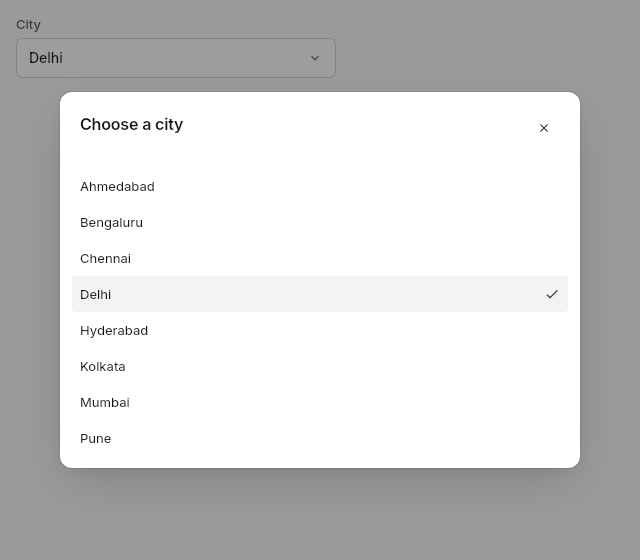 City
Delhi
Choose a city
Ahmedabad
Bengaluru
Chennai
Delhi
Hyderabad
Kolkata
Mumbai
Pune